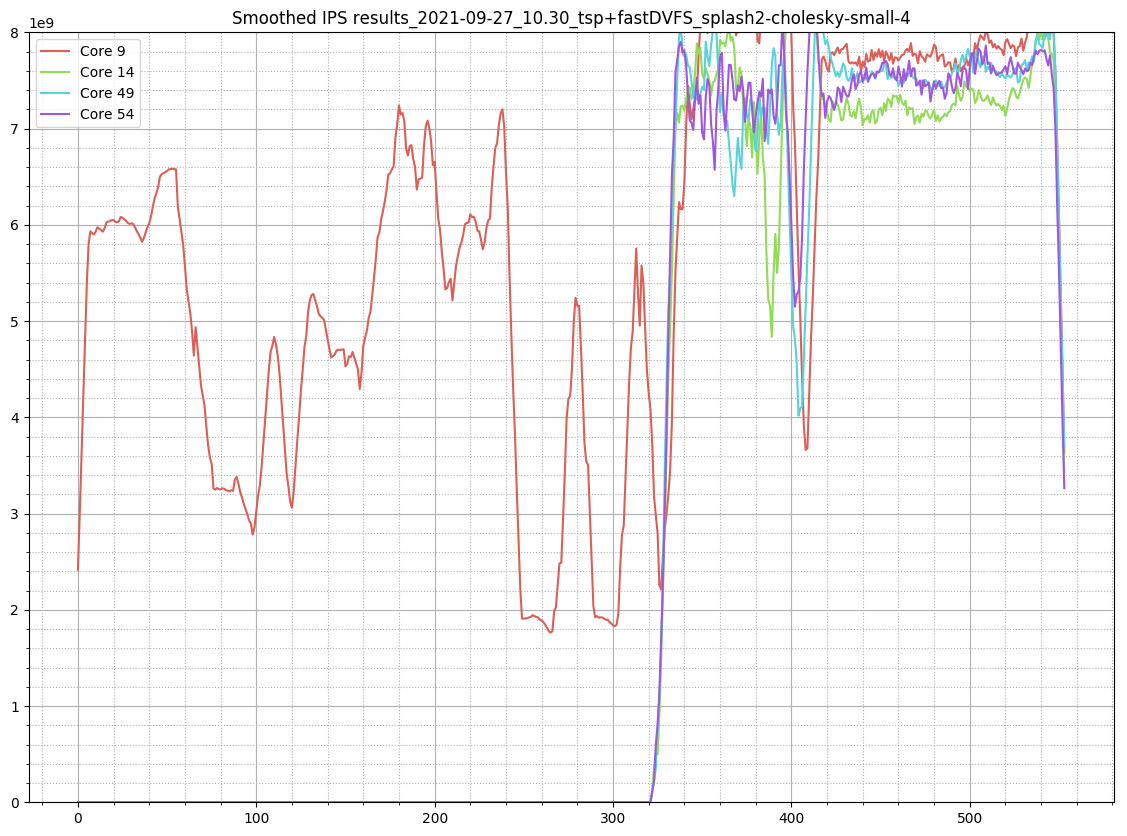 Smoothed IPS results_2021-09-27_10.30_tsp+fastDVFS_splash2-cholesky-small-4
1e9
8
7
6
5
4
3
2
1
0
Core 9
Core 14
Core 49
Core 54
0 100 200 300 400 500